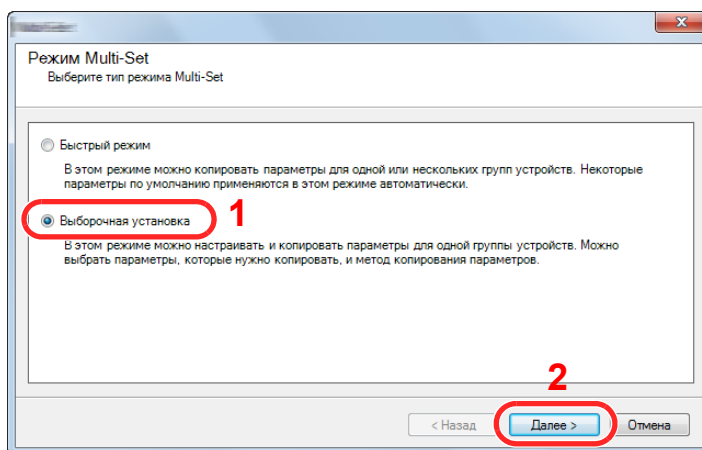 Режим Multi-Set
Выберите тип режима Multi-Set
Быстрый режим
В этом режиме можно копировать параметры для одной или нескольких групп устройств. Некоторые
параметры по умолчанию применяются в этом режиме автоматически.
Выборочная установка 1
В этом режиме можно настраивать и копировать параметры для одной группы устройств. Можно
выбрать параметры, которые нужно копировать, и метод копирования параметров.
2
< Назад Далее > Отмена